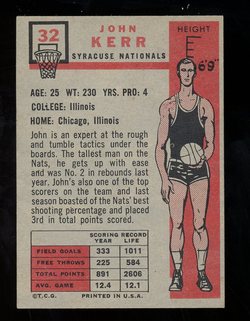 32
JOHN
KERR
SYRACUSE NATIONALS
HEIGHT
6'9"
AGE: 25 WT: 230 YRS. PRO: 4
COLLEGE: Illinois
HOME: Chicago, Illinois
John is an expert at the rough
and tumble tactics under the
boards. The tallest man on the
Nats, he gets up with ease
and was No. 2 in rebounds last
year. John's also one of the top
scorers on the team and last
season boasted of the Nats' best
shooting percentage and placed
3rd in total points scored.
SCORING RECORD
YEAR LIFE
FIELD GOALS 333 1011
FREE THROWS 225 584
TOTAL POINTS 891 2606
AVG. GAME 12.4 12.1
©T.C.G. PRINTED IN U.S.A.